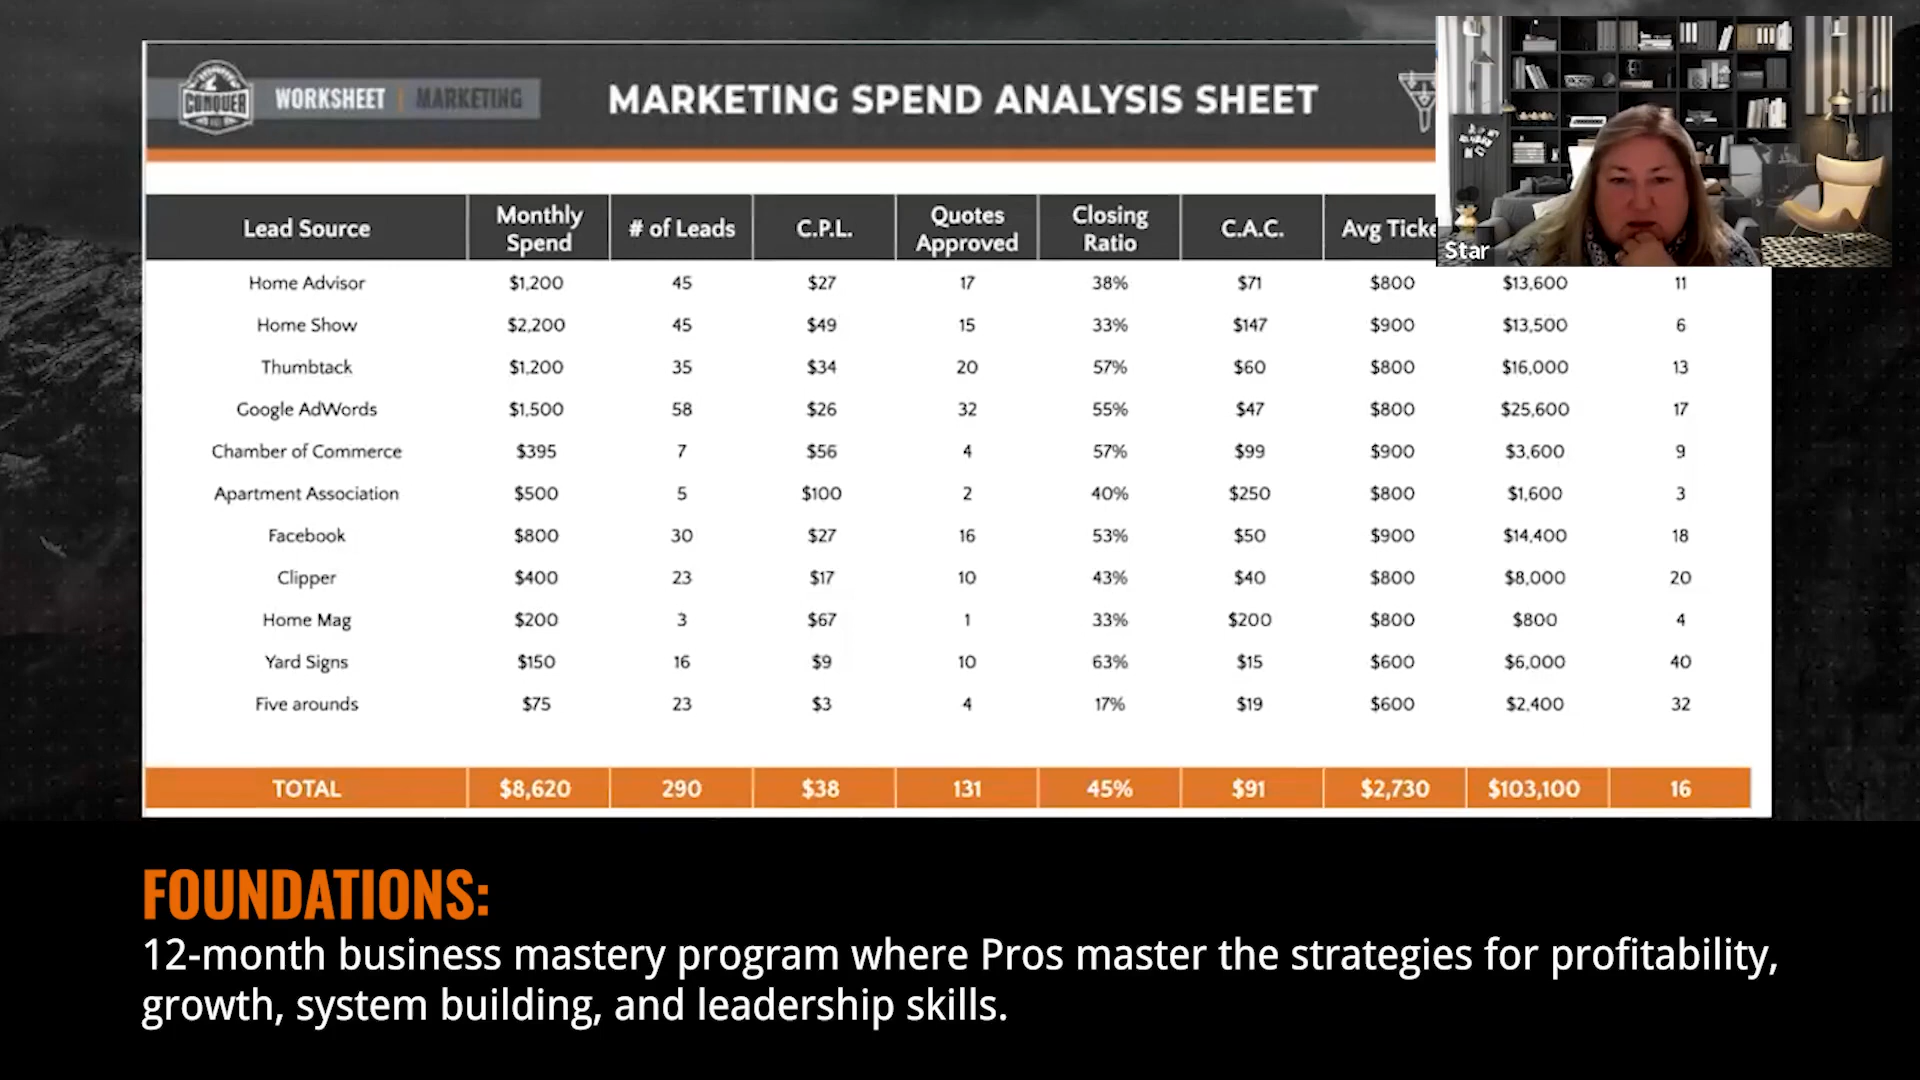 CONQUER
WORKSHEET | MARKETING
MARKETING SPEND ANALYSIS SHEET
Star
Lead Source Monthly Spend # of Leads C.P.L. Quotes Approved Closing Ratio C.A.C. Avg Ticke
Home Advisor $1,200 45 $27 17 38% $71 $800 $13,600 11
Home Show $2,200 45 $49 15 33% $147 $900 $13,500 6
Thumbtack $1,200 35 $34 20 57% $60 $800 $16,000 13
Google AdWords $1,500 58 $26 32 55% $47 $800 $25,600 17
Chamber of Commerce $395 7 $56 4 57% $99 $900 $3,600 9
Apartment Association $500 5 $100 2 40% $250 $800 $1,600 3
Facebook $800 30 $27 16 53% $50 $900 $14,400 18
Clipper $400 23 $17 10 43% $40 $800 $8,000 20
Home Mag $200 3 $67 1 33% $200 $800 $800 4
Yard Signs $150 16 $9 10 63% $15 $600 $6,000 40
Five arounds $75 23 $3 4 17% $19 $600 $2,400 32
TOTAL $8,620 290 $38 131 45% $91 $2,730 $103,100 16
FOUNDATIONS:
12-month business mastery program where Pros master the strategies for profitability,
growth, system building, and leadership skills.